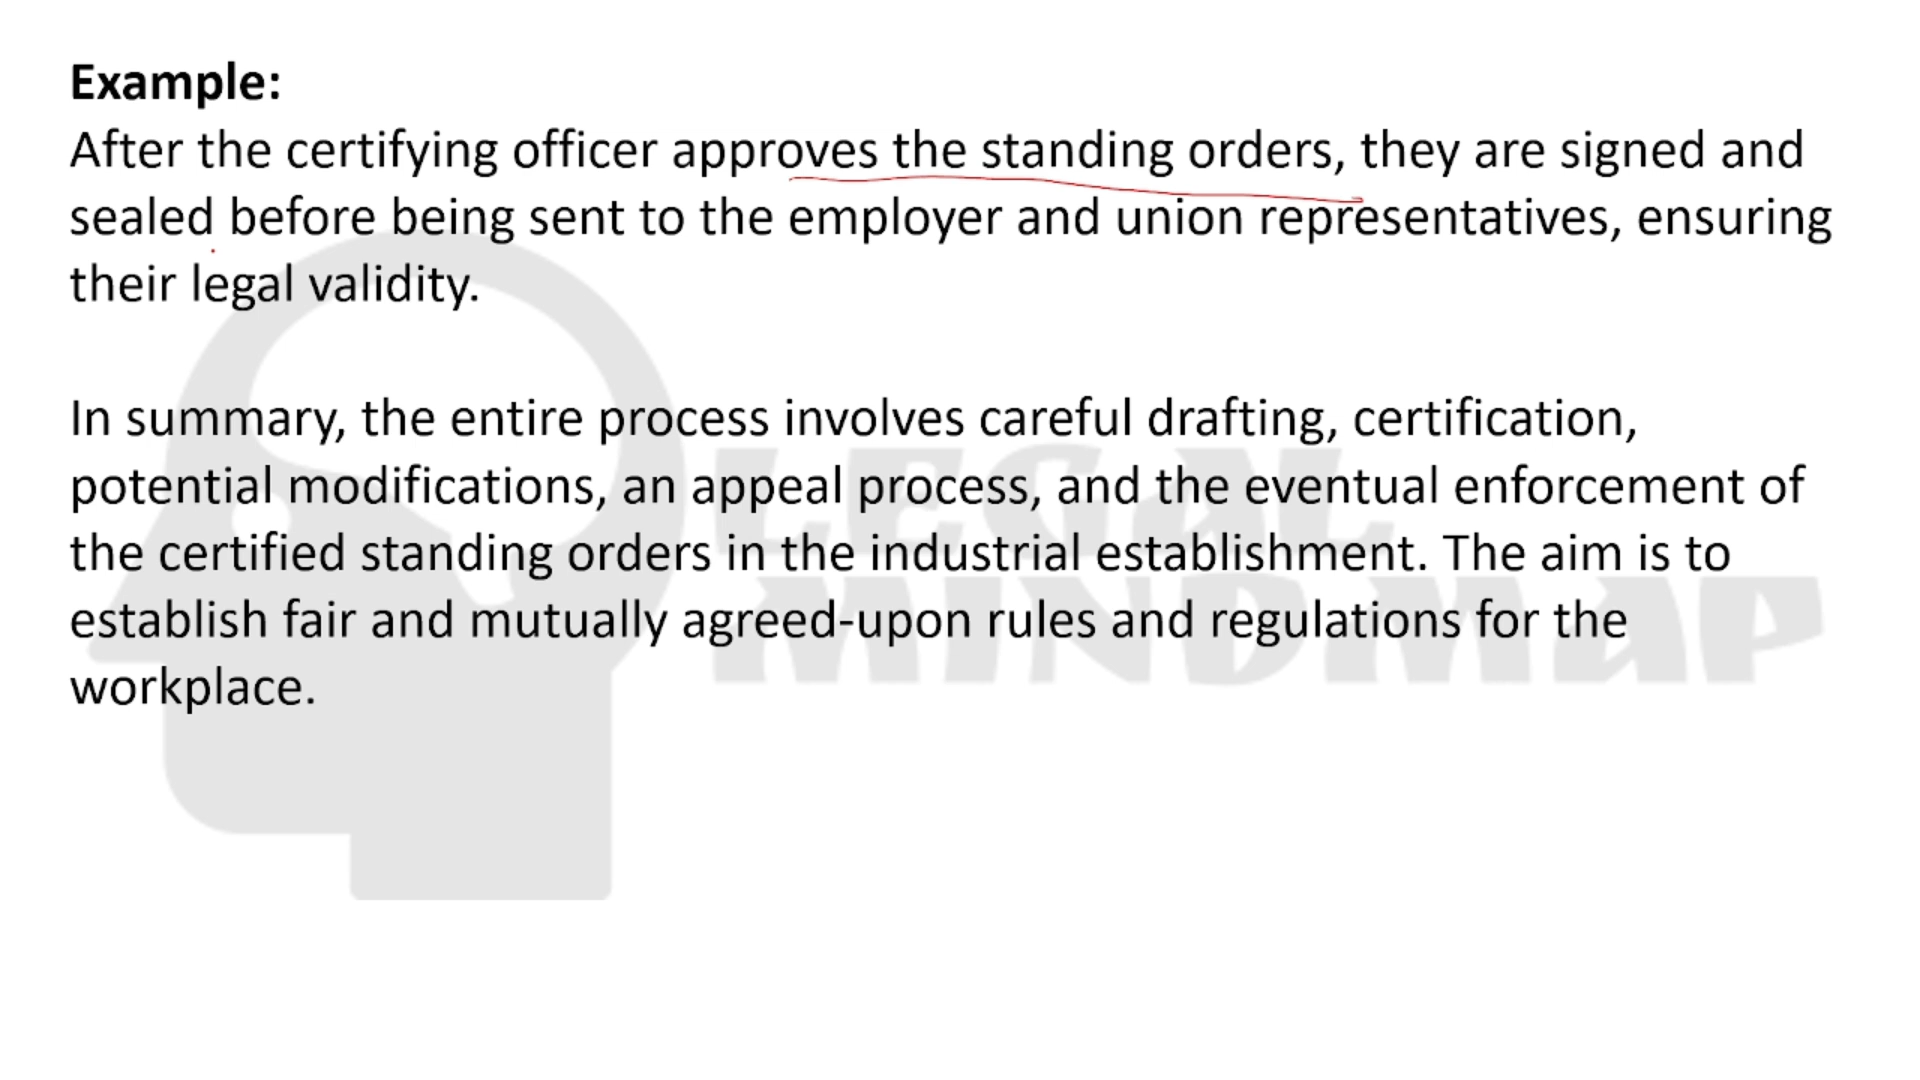 Example:
After the certifying officer approves the standing orders, they are signed and
sealed before being sent to the employer and union representatives, ensuring
their legal validity.
In summary, the entire process involves careful drafting, certification,
potential modifications, an appeal process, and the eventual enforcement of
the certified standing orders in the industrial establishment. The aim is to
establish fair and mutually agreed-upon rules and regulations for the
workplace.
LEGAL
MINDMAP